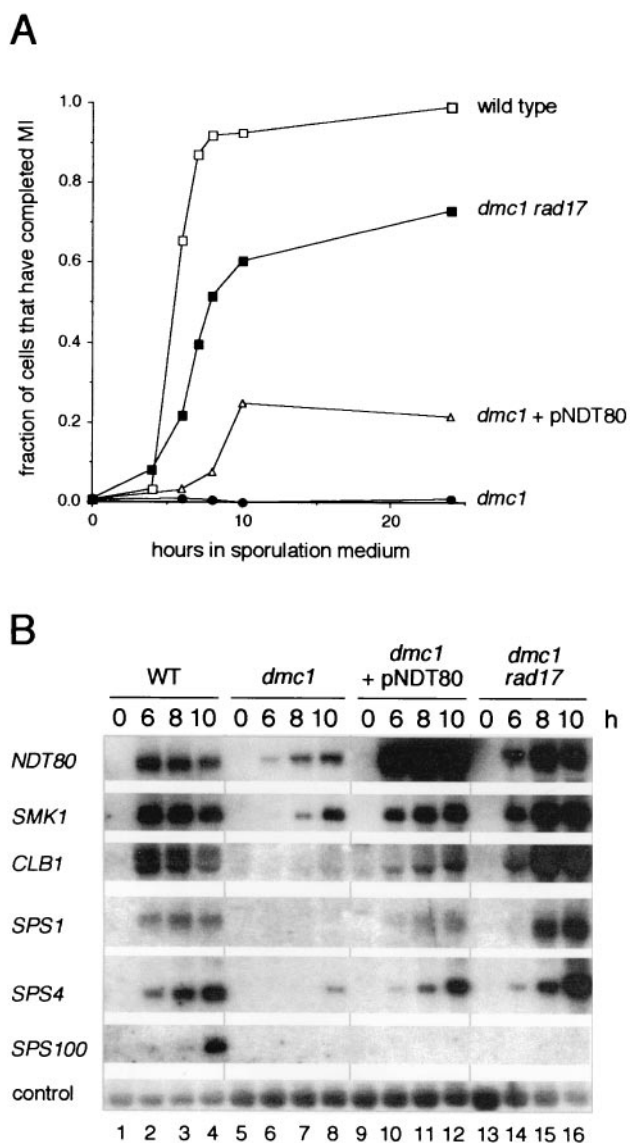 A
1.0
wild type
0.8
dmc1 rad17
0.6
0.4
dmc1 + pNDT80
0.2
dmc1
0.0
0 10 20
fraction of cells that have completed MI
hours in sporulation medium
B
WT dmc1 dmc1 + pNDT80 dmc1 rad17
0 6 8 10 0 6 8 10 0 6 8 10 0 6 8 10 h
NDT80
SMK1
CLB1
SPS1
SPS4
SPS100
control
1 2 3 4 5 6 7 8 9 10 11 12 13 14 15 16